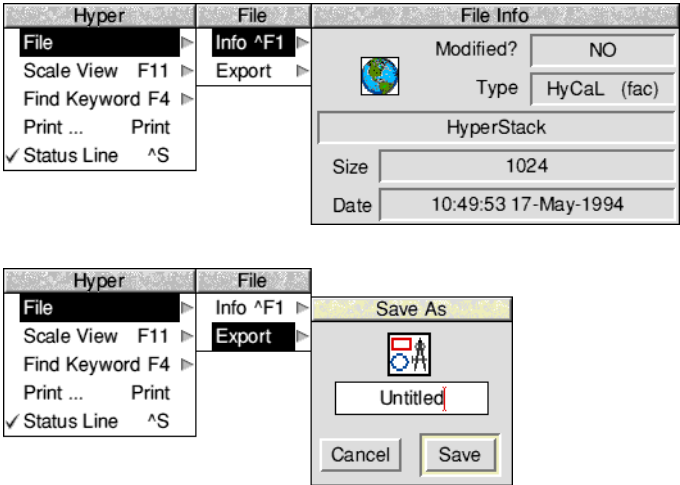 Hyper
File
Scale View F11
Find Keyword F4
Print ... Print
✓ Status Line ^S
File
Info ^F1
Export
File Info
Modified? NO
Type HyCaL (fac)
HyperStack
Size 1024
Date 10:49:53 17-May-1994
Hyper
File
Scale View F11
Find Keyword F4
Print ... Print
✓ Status Line ^S
File
Info ^F1
Export
Save As
Untitled
Cancel Save